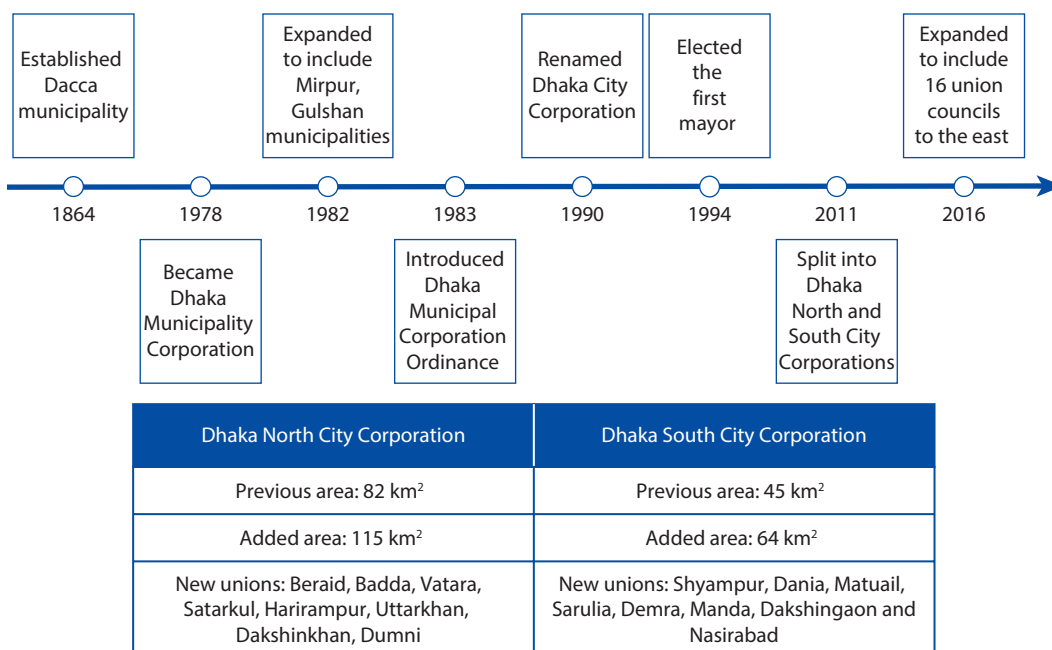 Established
Dacca
municipality
Expanded
to include
Mirpur,
Gulshan
municipalities
Renamed
Dhaka City
Corporation
Elected
the
first
mayor
Expanded
to include
16 union
councils
to the east
1864
1978
1982
1983
1990
1994
2011
2016
Became
Dhaka
Municipality
Corporation
Introduced
Dhaka
Municipal
Corporation
Ordinance
Split into
Dhaka
North and
South City
Corporations
Dhaka North City Corporation
Dhaka South City Corporation
Previous area: 82 km²
Previous area: 45 km²
Added area: 115 km²
Added area: 64 km²
New unions: Beraid, Badda, Vatara,
Satarkul, Harirampur, Uttarkhan,
Dakshinkhan, Dumni
New unions: Shyampur, Dania, Matuail,
Sarulia, Demra, Manda, Dakshingaon and
Nasirabad